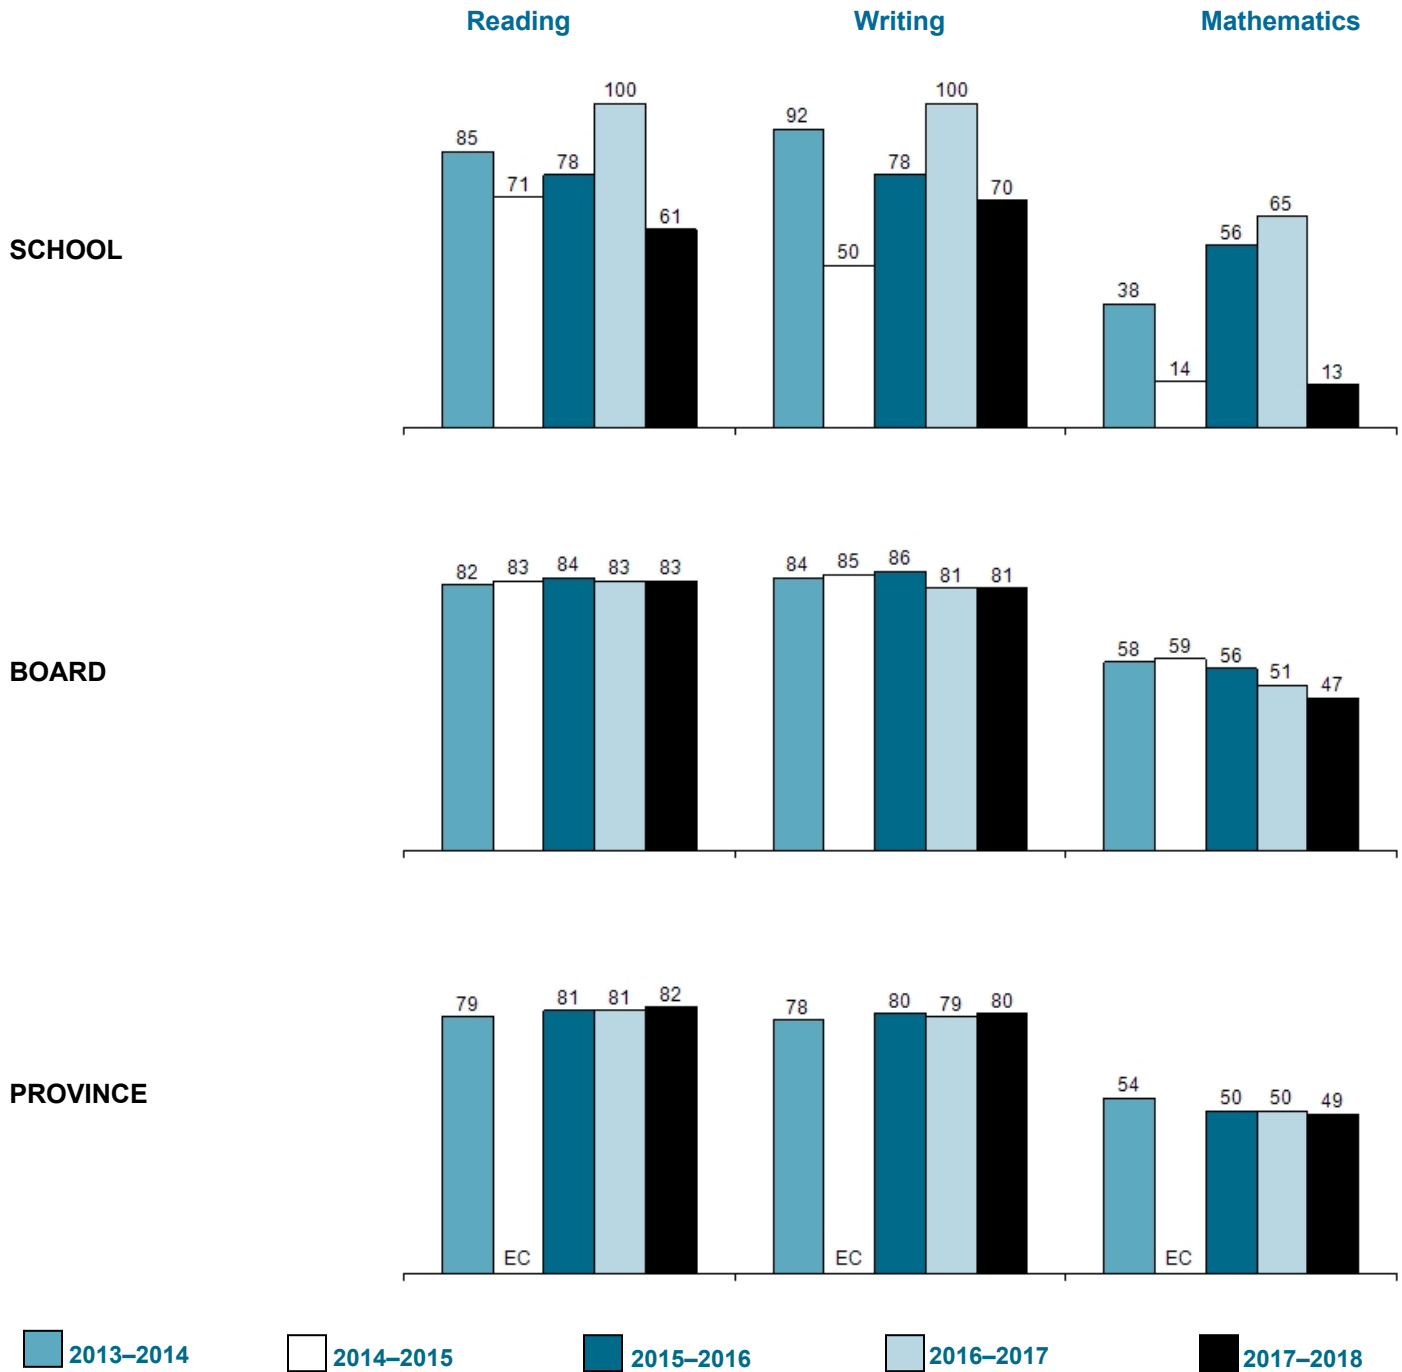 Reading Writing Mathematics
SCHOOL
85 71 78 100 61
92 50 78 100 70
38 14 56 65 13
BOARD
82 83 84 83 83
84 85 86 81 81
58 59 56 51 47
PROVINCE
79 EC 81 81 82
78 EC 80 79 80
54 EC 50 50 49
2013–2014 2014–2015 2015–2016 2016–2017 2017–2018